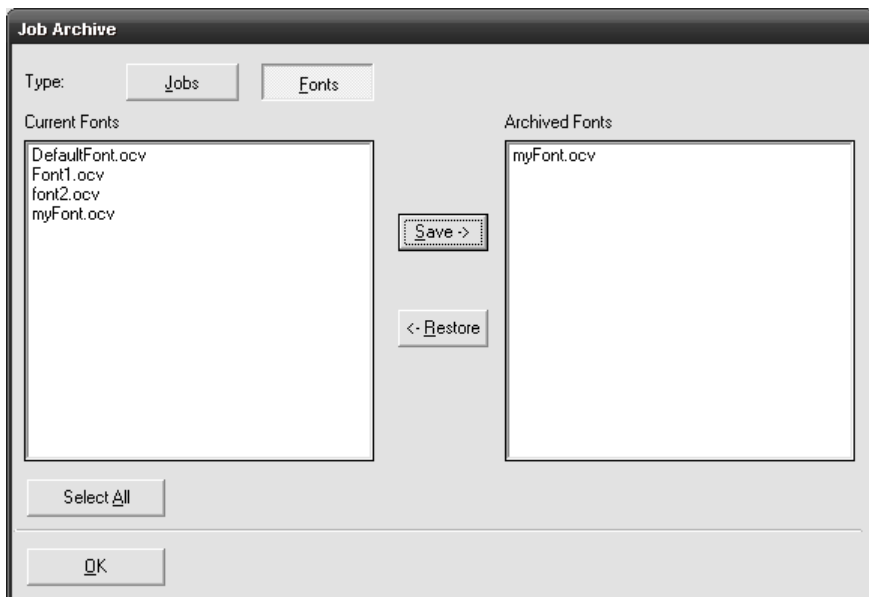 Job Archive
Type:
Jobs
Fonts
Current Fonts
DefaultFont.ocv
Font1.ocv
font2.ocv
myFont.ocv
Save ->
<- Restore
Archived Fonts
myFont.ocv
Select All
OK